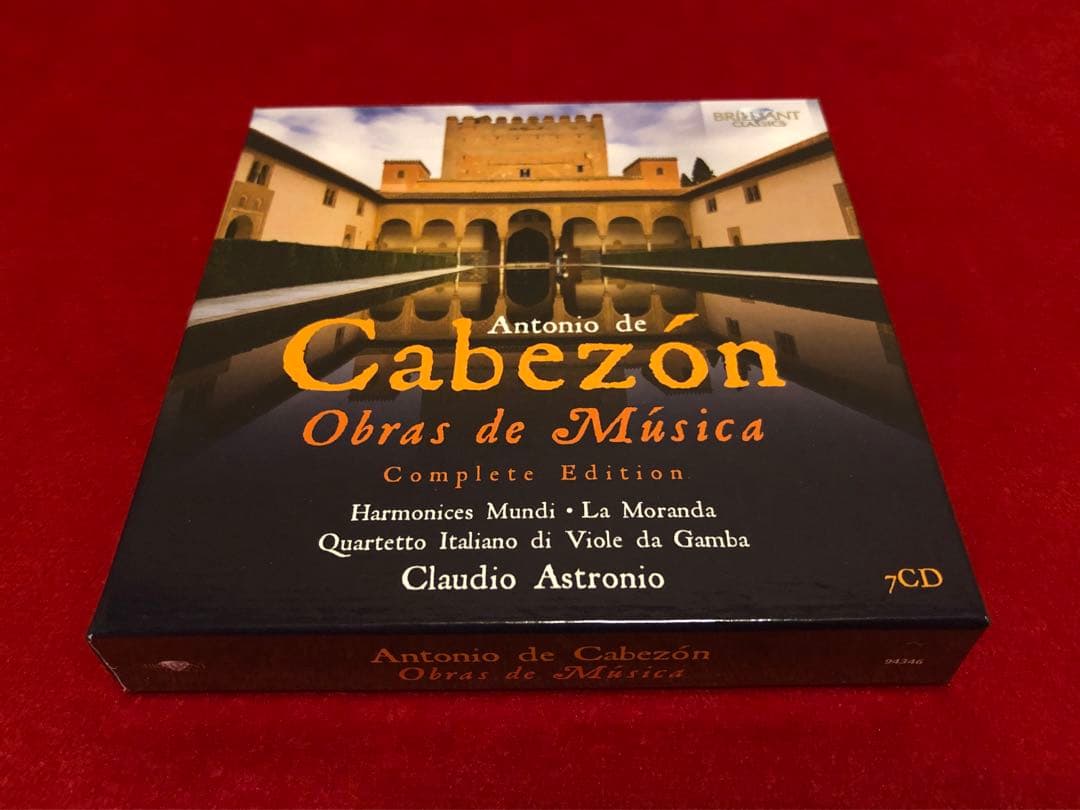 BRILLIANT
CLASSICS
Antonio de
Cabezón
Obras de Música
Complete Edition
Harmonices Mundi • La Moranda
Quartetto Italiano di Viole da Gamba
Claudio Astronio
7CD
Antonio de Cabezón
Obras de Música
94346